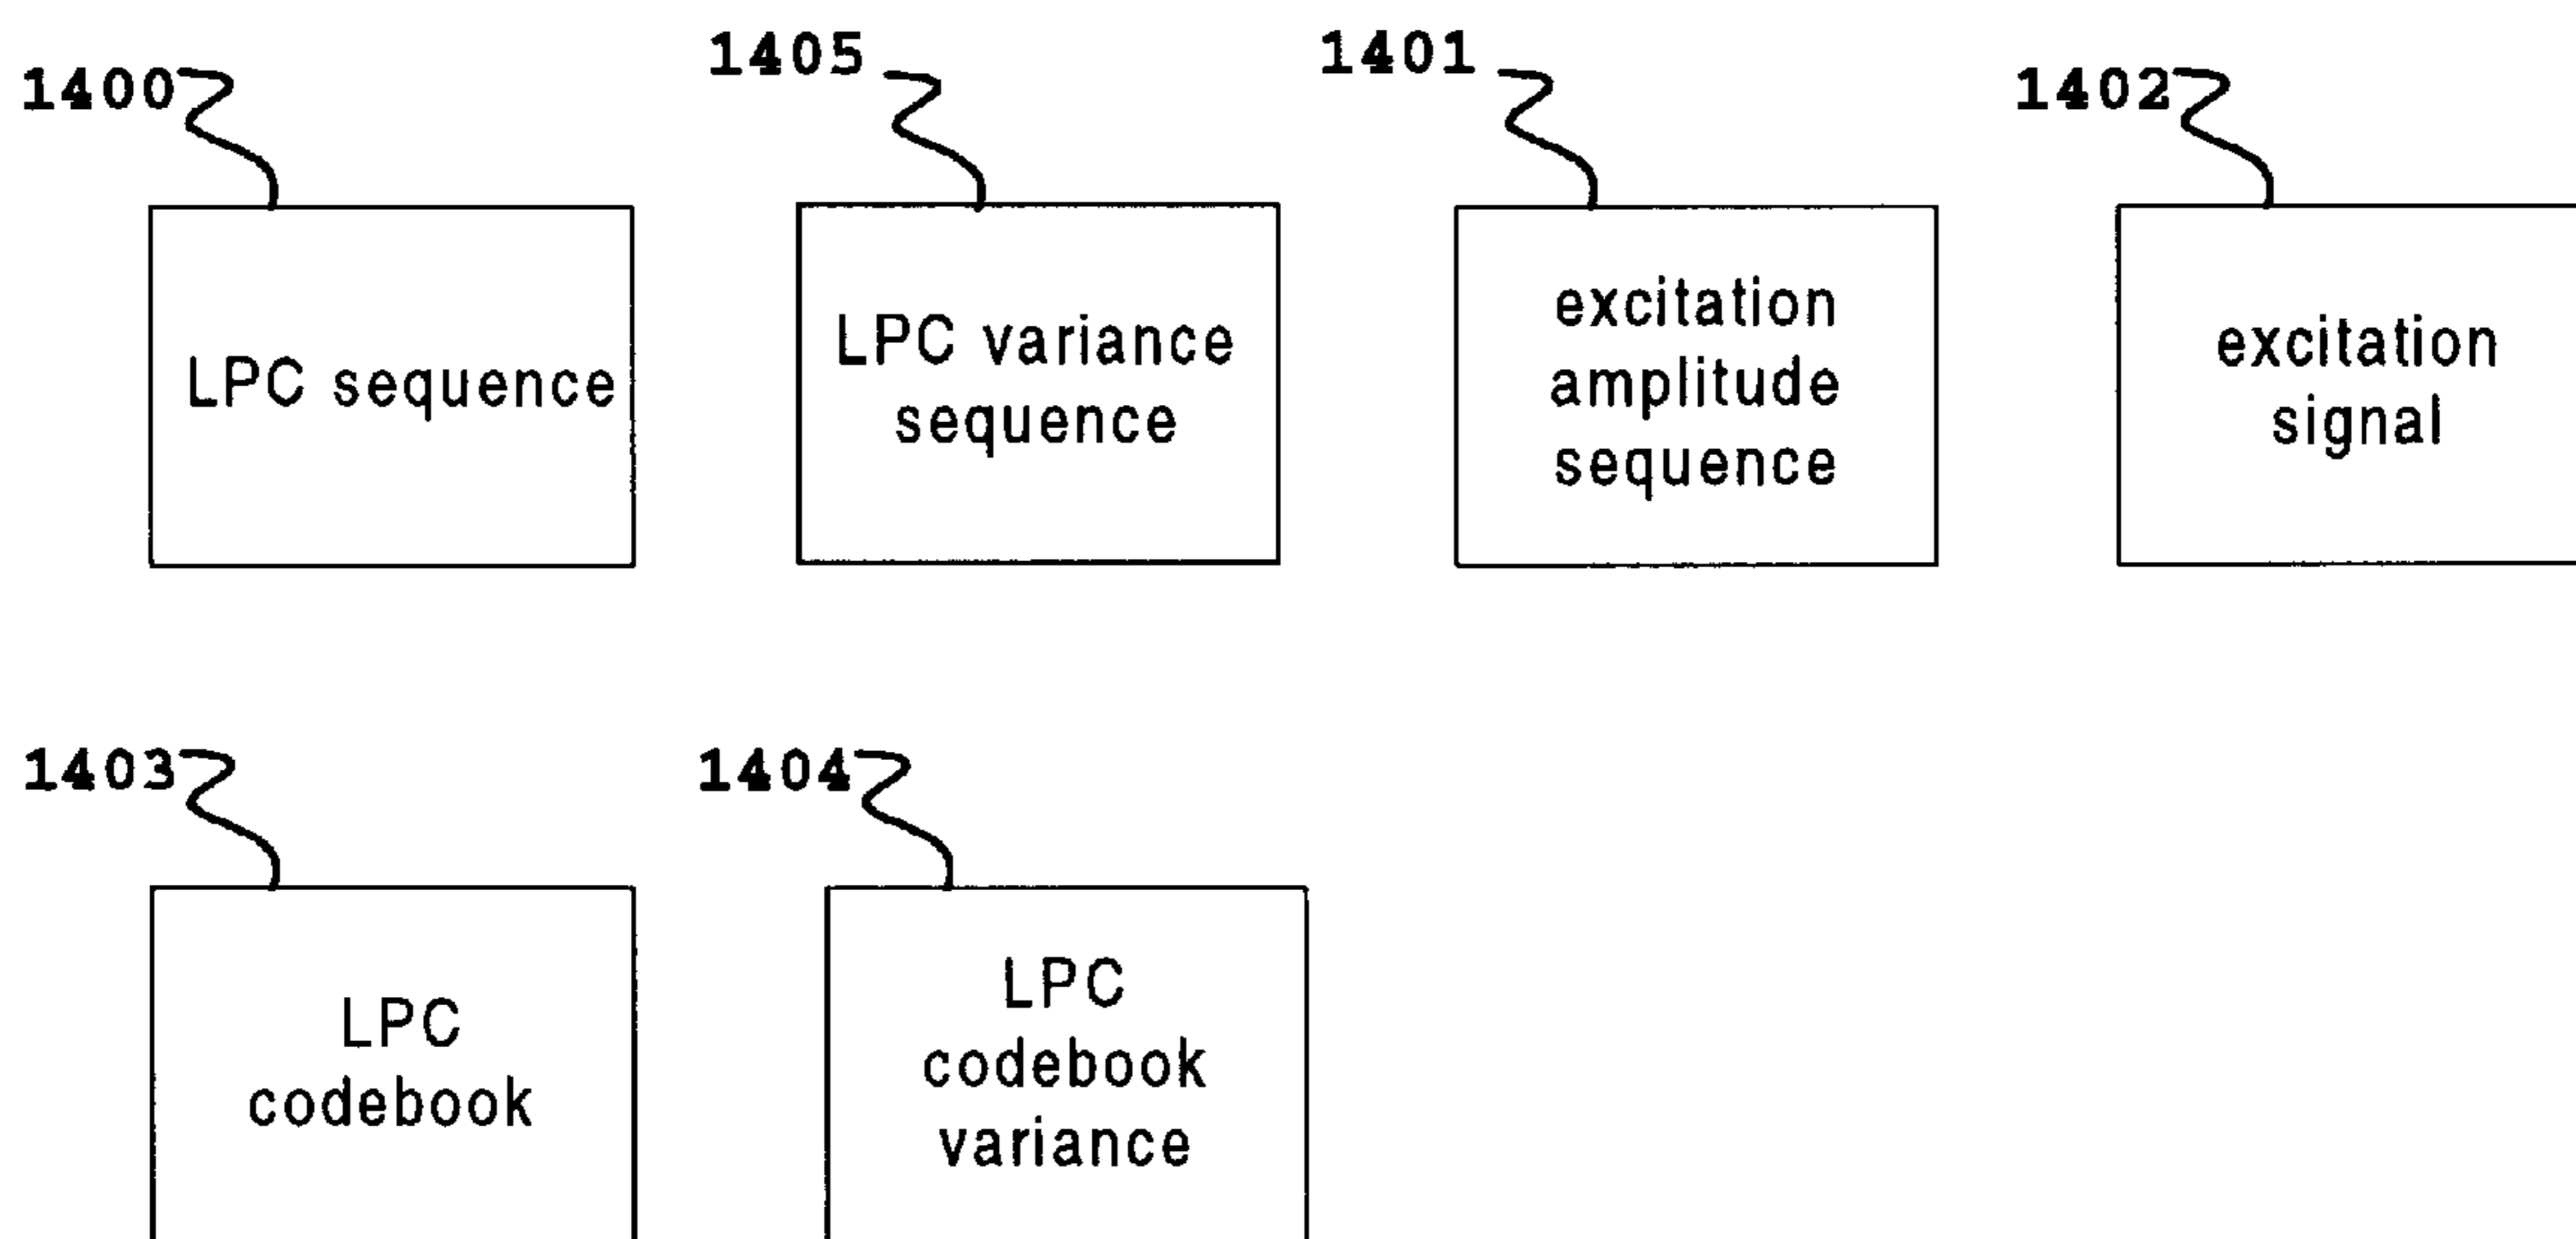 1400
1405
1401
1402
LPC sequence
LPC variance
sequence
excitation
amplitude
sequence
excitation
signal
1403
1404
LPC
codebook
LPC
codebook
variance